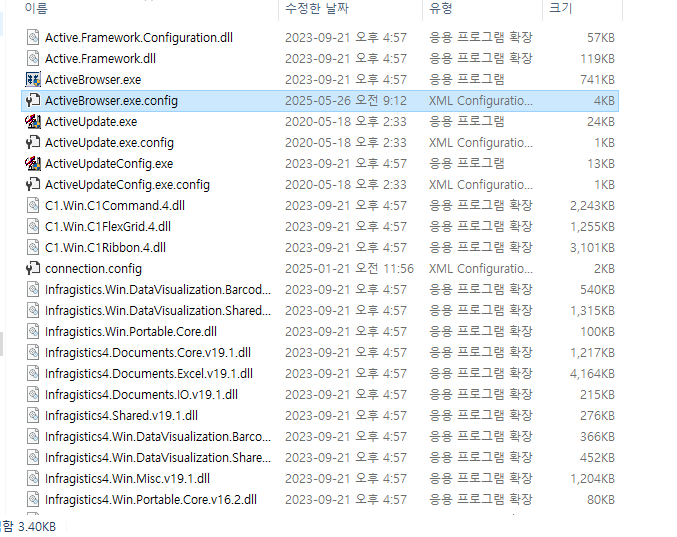 이름 수정한 날짜 유형 크기
Active.Framework.Configuration.dll 2023-09-21 오후 4:57 응용 프로그램 확장 57KB
Active.Framework.dll 2023-09-21 오후 4:57 응용 프로그램 확장 119KB
ActiveBrowser.exe 2023-09-21 오후 4:57 응용 프로그램 741KB
ActiveBrowser.exe.config 2025-05-26 오전 9:12 XML Configuratio... 4KB
ActiveUpdate.exe 2020-05-18 오후 2:33 응용 프로그램 24KB
ActiveUpdate.exe.config 2020-05-18 오후 2:33 XML Configuratio... 1KB
ActiveUpdateConfig.exe 2023-09-21 오후 4:57 응용 프로그램 13KB
ActiveUpdateConfig.exe.config 2020-05-18 오후 2:33 XML Configuratio... 1KB
C1.Win.C1Command.4.dll 2023-09-21 오후 4:57 응용 프로그램 확장 2,243KB
C1.Win.C1FlexGrid.4.dll 2023-09-21 오후 4:57 응용 프로그램 확장 1,255KB
C1.Win.C1Ribbon.4.dll 2023-09-21 오후 4:57 응용 프로그램 확장 3,101KB
connection.config 2025-01-21 오전 11:56 XML Configuratio... 2KB
Infragistics.Win.DataVisualization.Barcod... 2023-09-21 오후 4:57 응용 프로그램 확장 540KB
Infragistics.Win.DataVisualization.Shared... 2023-09-21 오후 4:57 응용 프로그램 확장 1,315KB
Infragistics.Win.Portable.Core.dll 2023-09-21 오후 4:57 응용 프로그램 확장 100KB
Infragistics4.Documents.Core.v19.1.dll 2023-09-21 오후 4:57 응용 프로그램 확장 1,217KB
Infragistics4.Documents.Excel.v19.1.dll 2023-09-21 오후 4:57 응용 프로그램 확장 4,164KB
Infragistics4.Documents.IO.v19.1.dll 2023-09-21 오후 4:57 응용 프로그램 확장 215KB
Infragistics4.Shared.v19.1.dll 2023-09-21 오후 4:57 응용 프로그램 확장 276KB
Infragistics4.Win.DataVisualization.Barco... 2023-09-21 오후 4:57 응용 프로그램 확장 366KB
Infragistics4.Win.DataVisualization.Share... 2023-09-21 오후 4:57 응용 프로그램 확장 452KB
Infragistics4.Win.Misc.v19.1.dll 2023-09-21 오후 4:57 응용 프로그램 확장 1,204KB
Infragistics4.Win.Portable.Core.v16.2.dll 2023-09-21 오후 4:57 응용 프로그램 확장 80KB
3.40KB